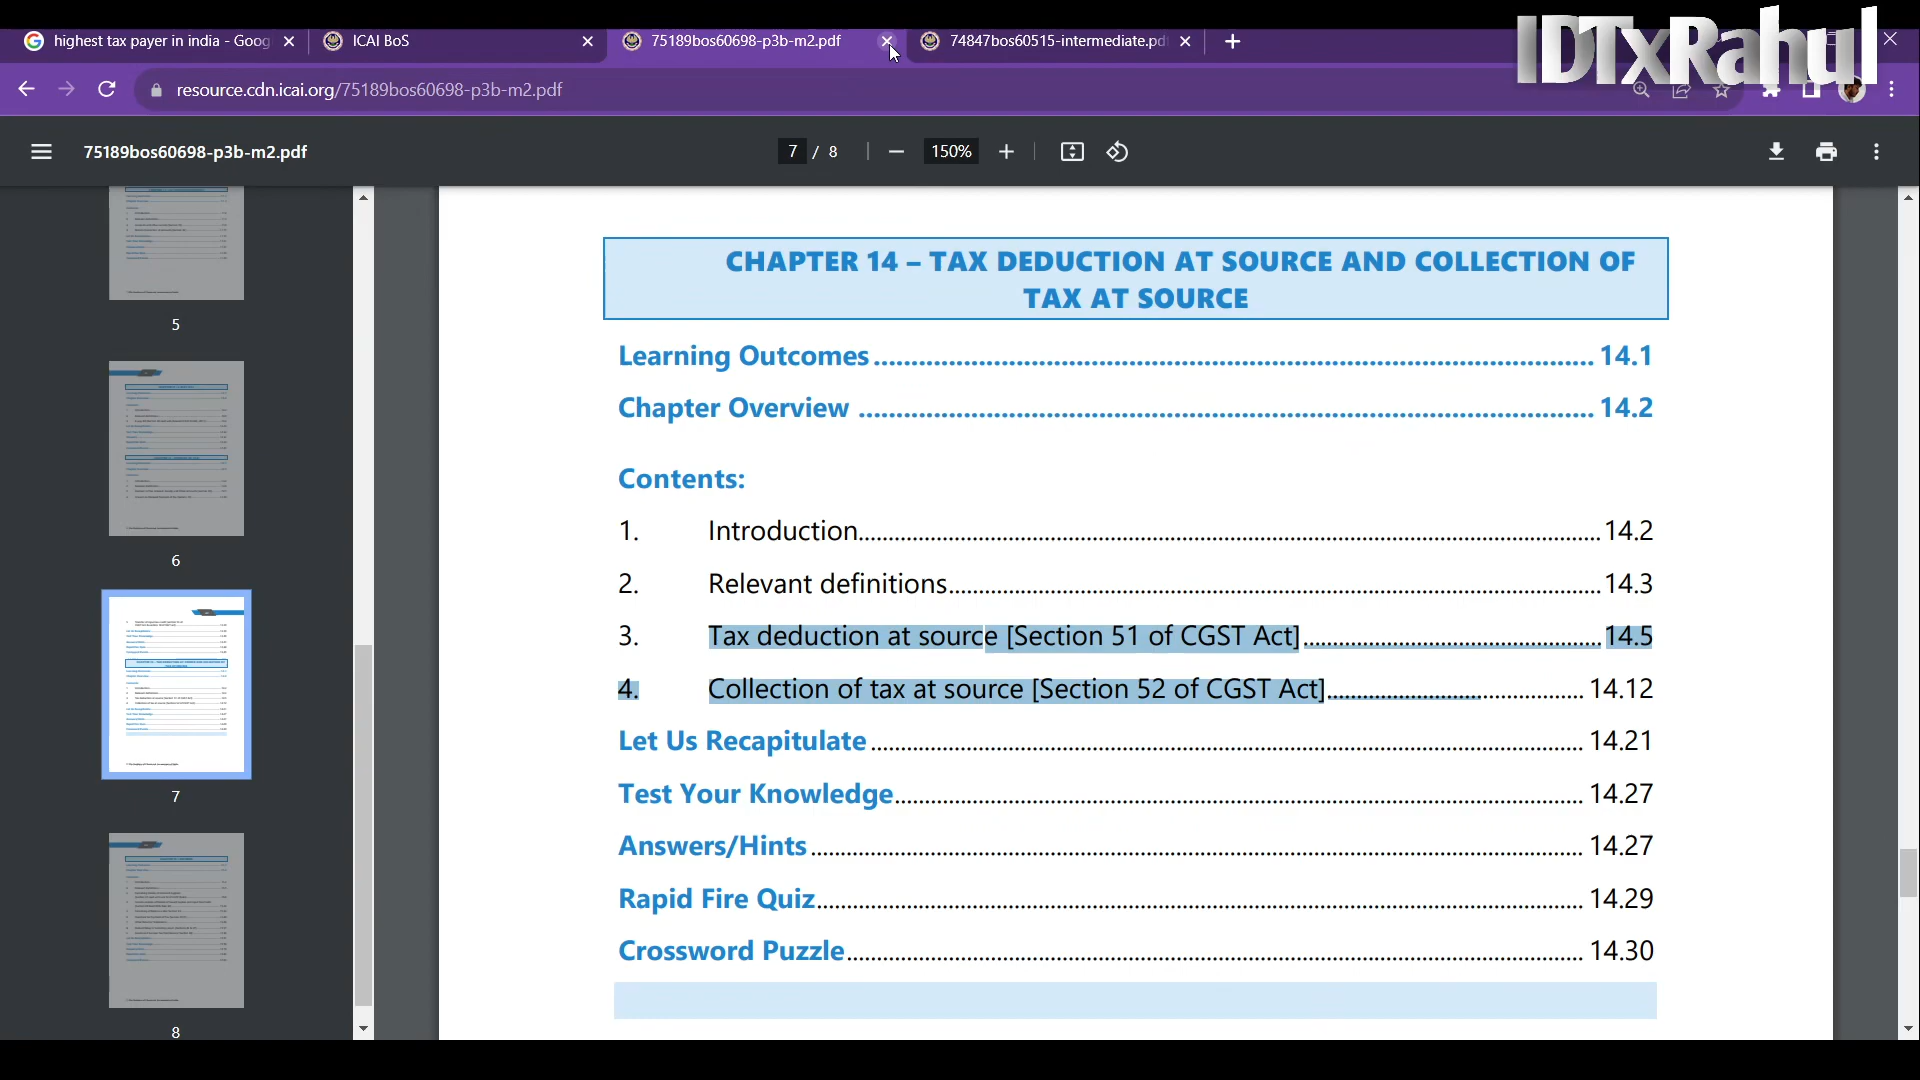 IDTxRahul
highest tax payer in india - Goog
ICAI BoS
75189bos60698-p3b-m2.pdf
74847bos60515-intermediate.pd
resource.cdn.icai.org/75189bos60698-p3b-m2.pdf
75189bos60698-p3b-m2.pdf
7 / 8
150%
5
6
7
8
CHAPTER 14 – TAX DEDUCTION AT SOURCE AND COLLECTION OF
TAX AT SOURCE
Learning Outcomes 14.1
Chapter Overview 14.2
Contents:
1. Introduction 14.2
2. Relevant definitions 14.3
3. Tax deduction at source [Section 51 of CGST Act] 14.5
4. Collection of tax at source [Section 52 of CGST Act] 14.12
Let Us Recapitulate 14.21
Test Your Knowledge 14.27
Answers/Hints 14.27
Rapid Fire Quiz 14.29
Crossword Puzzle 14.30